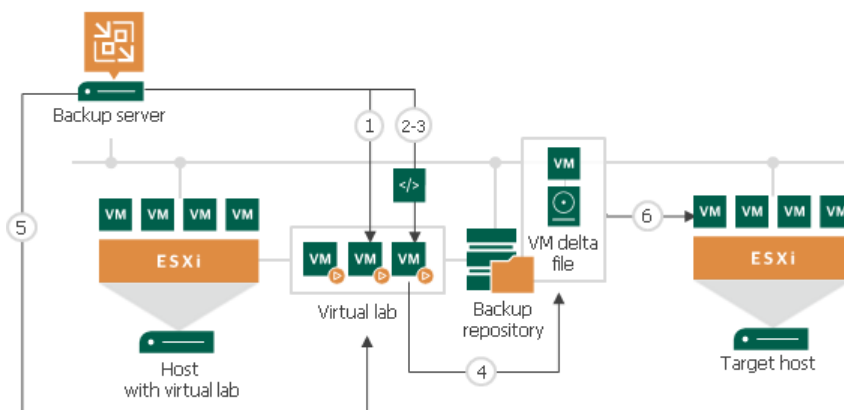 Backup server
1
2-3
</>
VM
VM
VM
VM
VM
VM
VM
VM
VM
5
6
ESXi
VM
VM
VM
VM delta
file
ESXi
Virtual lab
Backup
repository
Host
with virtual lab
4
Target host